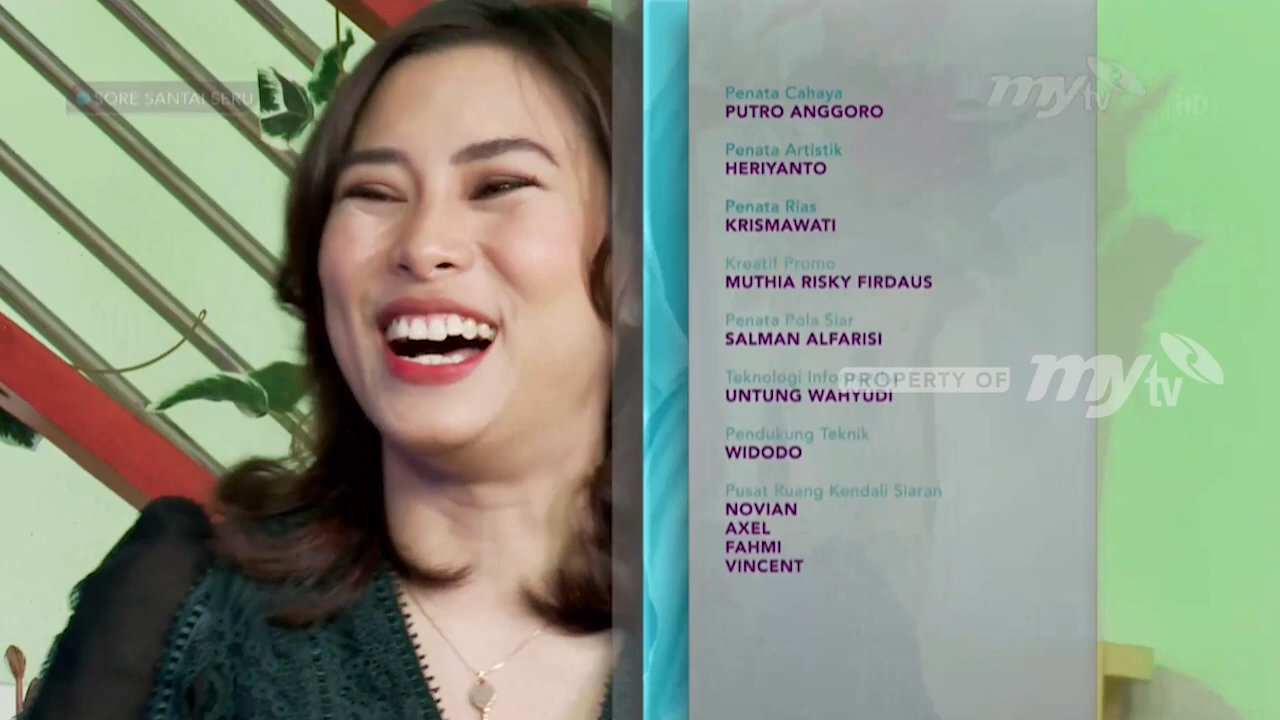 SORE SANTAI SERU
mytv
HD
Penata Cahaya
PUTRO ANGGORO
Penata Artistik
HERIYANTO
Penata Rias
KRISMAWATI
Kreatif Promo
MUTHIA RISKY FIRDAUS
Penata Pola Siar
SALMAN ALFARISI
Teknologi
PROPERTY OF mytv
UNTUNG WAHYUDI
Pendukung Teknik
WIDODO
Pusat Ruang Kendali Siaran
NOVIAN
AXEL
FAHMI
VINCENT